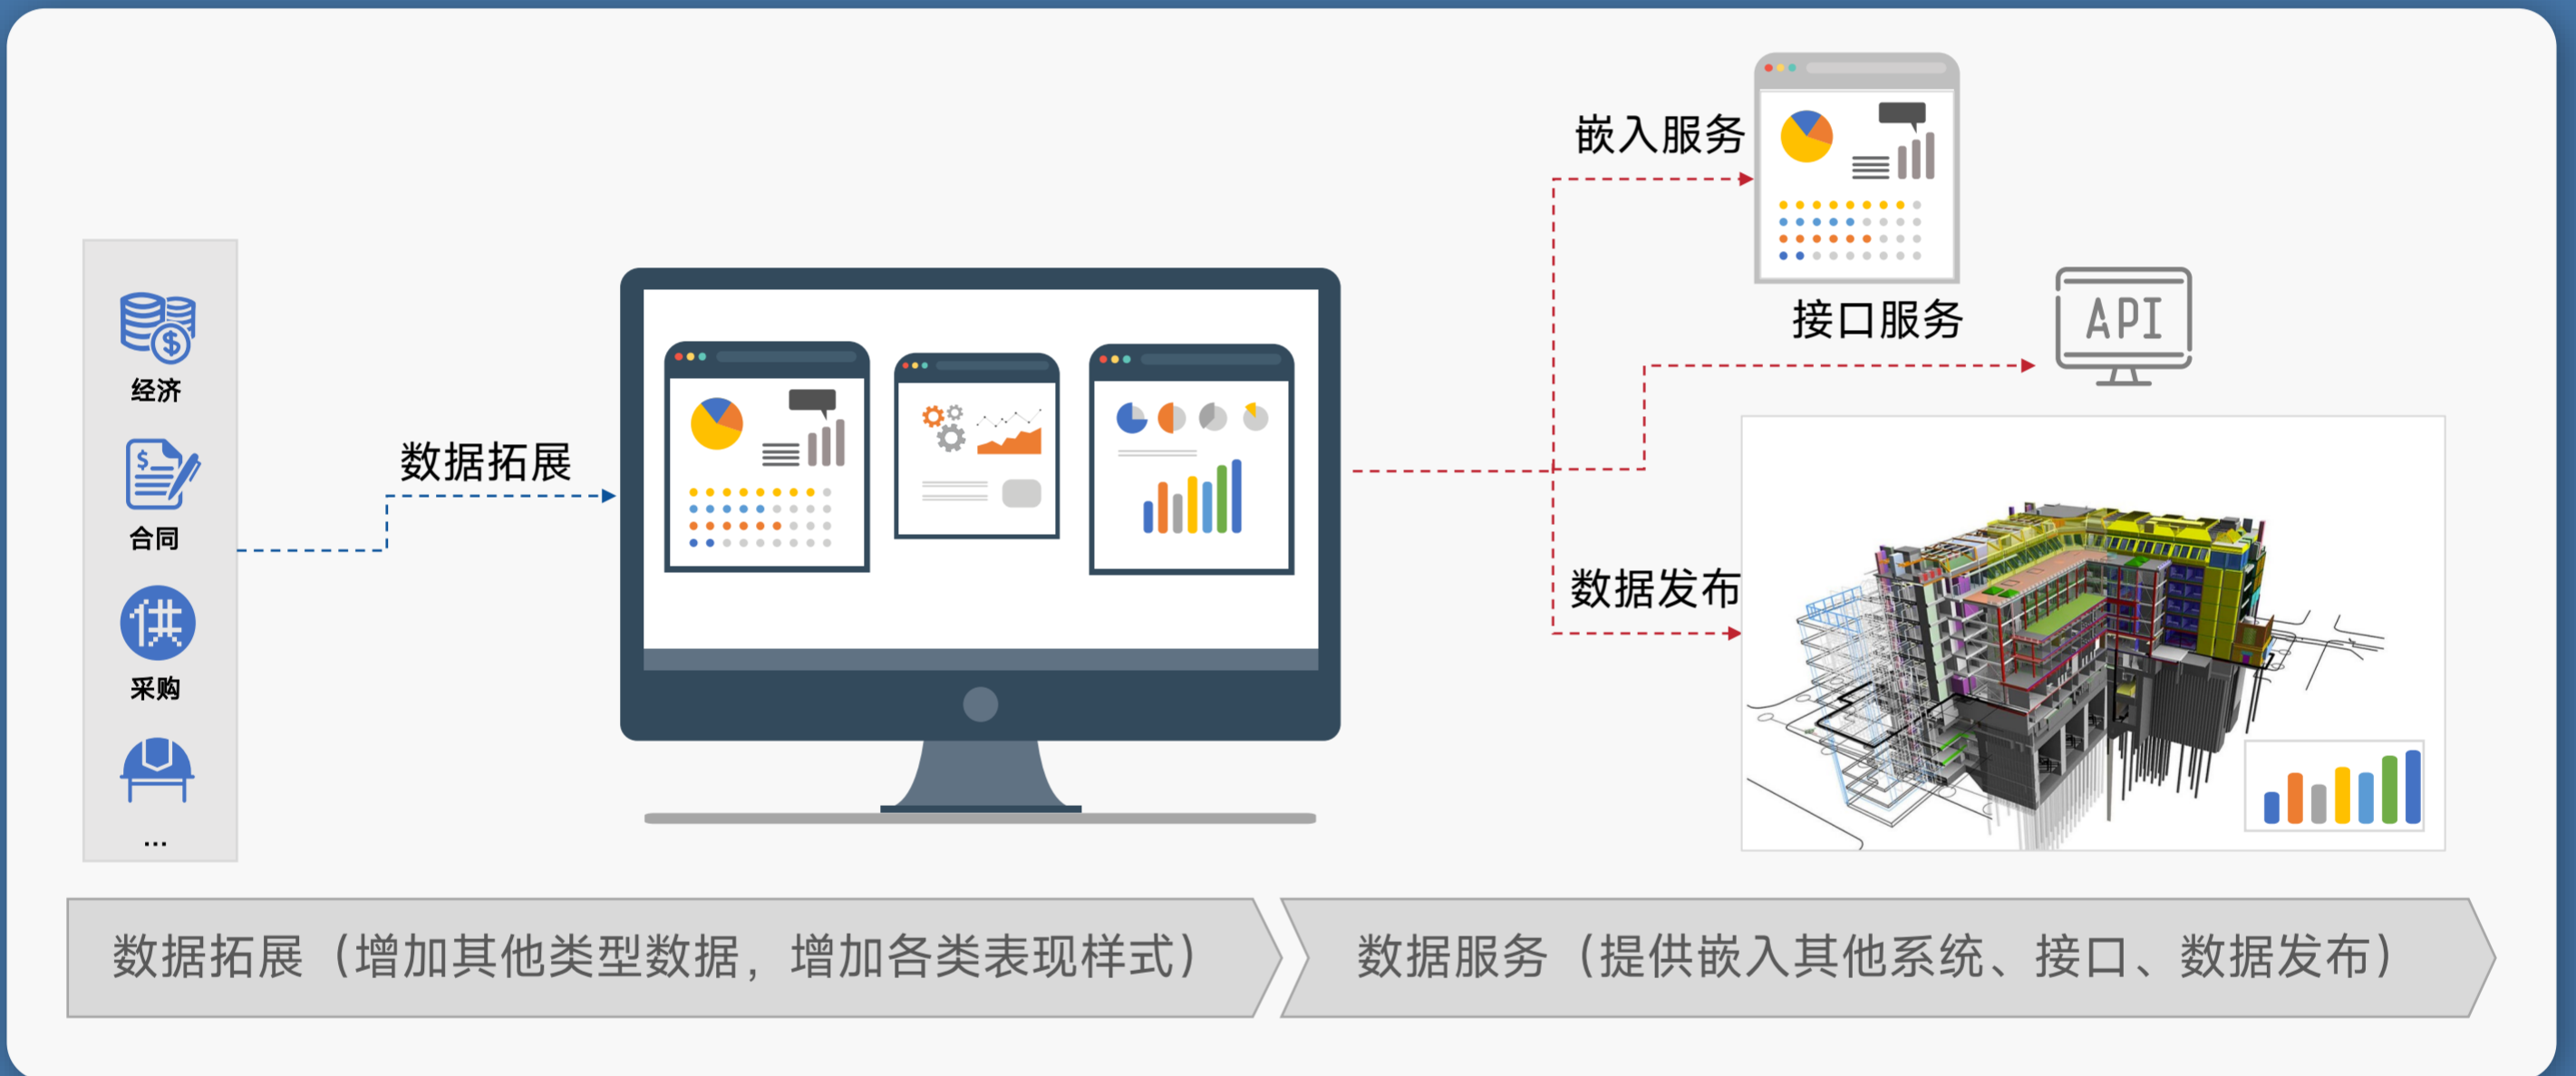 嵌入服务
接口服务
API
经济
合同
供
采购
...
数据拓展
数据发布
数据拓展（增加其他类型数据，增加各类表现样式）
数据服务（提供嵌入其他系统、接口、数据发布）